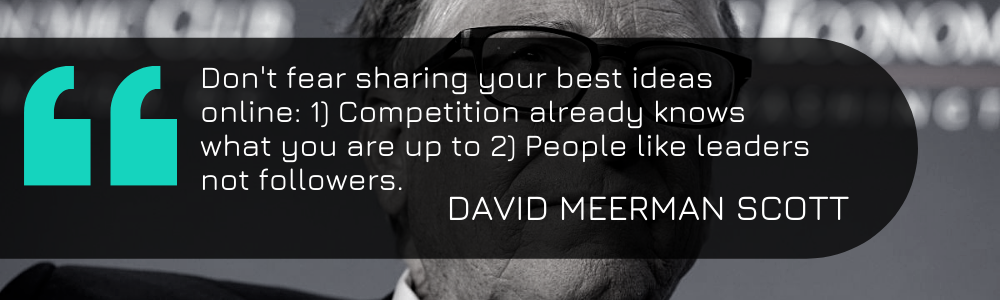 Don't fear sharing your best ideas
online: 1) Competition already knows
what you are up to 2) People like leaders
not followers.
DAVID MEERMAN SCOTT